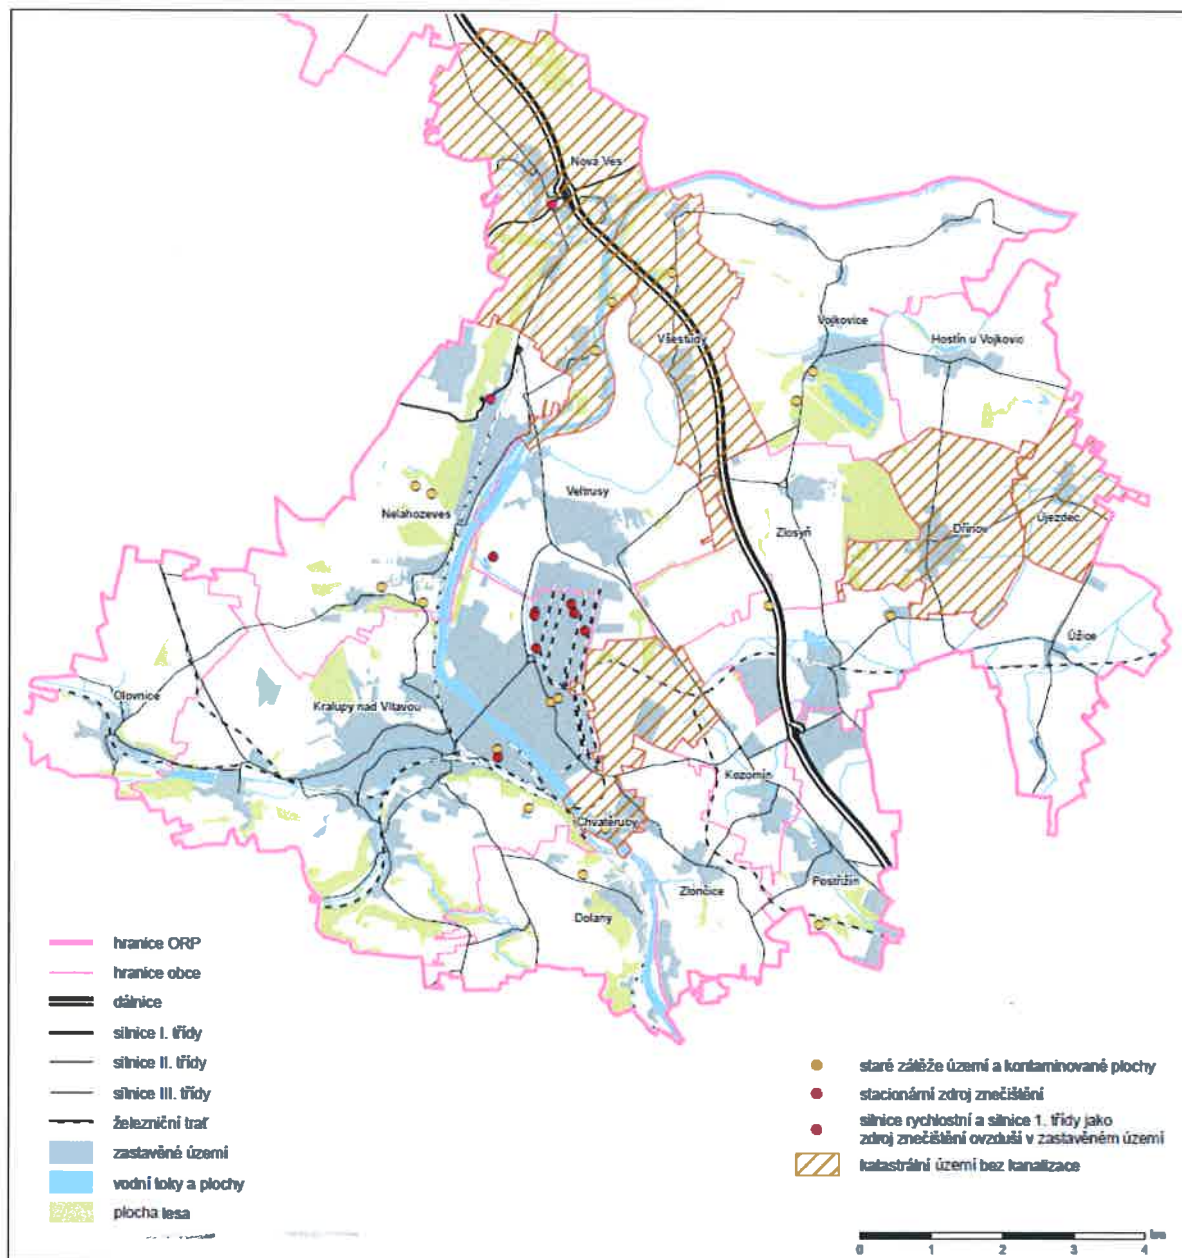 Nová Ves
Vojkovice
Hostín u Vojkovic
Všestudy
Veltrusy
Nelahozeves
Zlosyň
Dřínov
Újezdec
Úžice
Olovnice
Kralupy nad Vltavou
Kozomín
Chvatěruby
Zlončice
Postřižín
Dolany
hranice ORP
hranice obce
dálnice
silnice I. třídy
silnice II. třídy
silnice III. třídy
železniční trať
zastavěné území
vodní toky a plochy
plocha lesa
staré zátěže území a kontaminované plochy
stacionární zdroj znečištění
silnice rychlostní a silnice 1. třídy jako
zdroj znečištění ovzduší v zastavěném území
katastrální území bez kanalizace
km
0 1 2 3 4